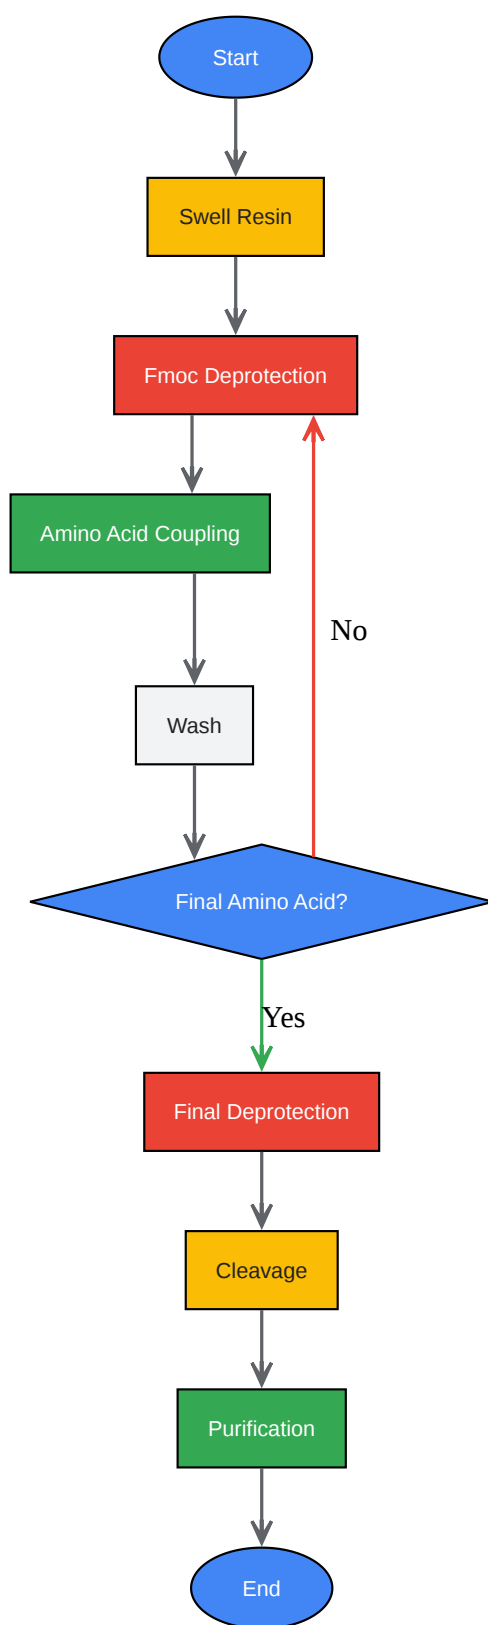 Start
Swell Resin
Fmoc Deprotection
Amino Acid Coupling
No
Wash
Final Amino Acid?
Yes
Final Deprotection
Cleavage
Purification
End